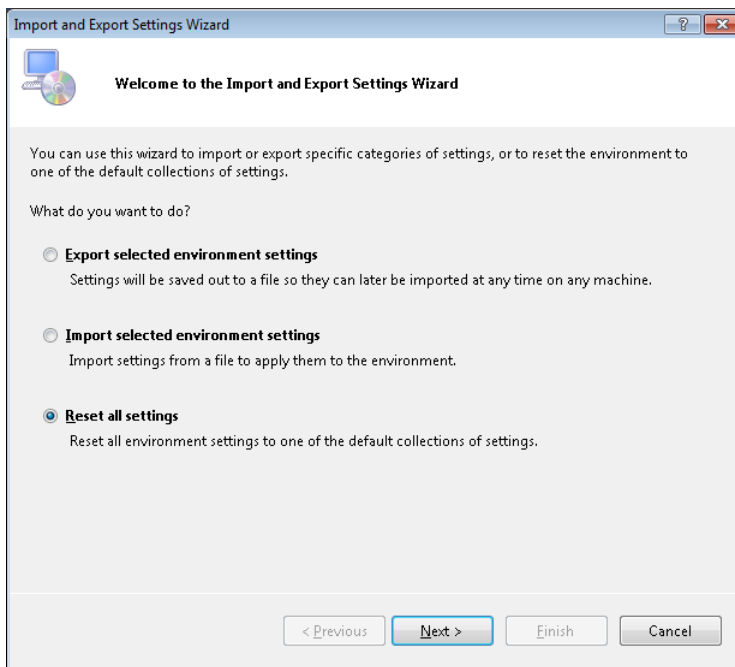 Import and Export Settings Wizard
?
Welcome to the Import and Export Settings Wizard
You can use this wizard to import or export specific categories of settings, or to reset the environment to
one of the default collections of settings.
What do you want to do?
Export selected environment settings
Settings will be saved out to a file so they can later be imported at any time on any machine.
Import selected environment settings
Import settings from a file to apply them to the environment.
Reset all settings
Reset all environment settings to one of the default collections of settings.
< Previous Next > Finish Cancel